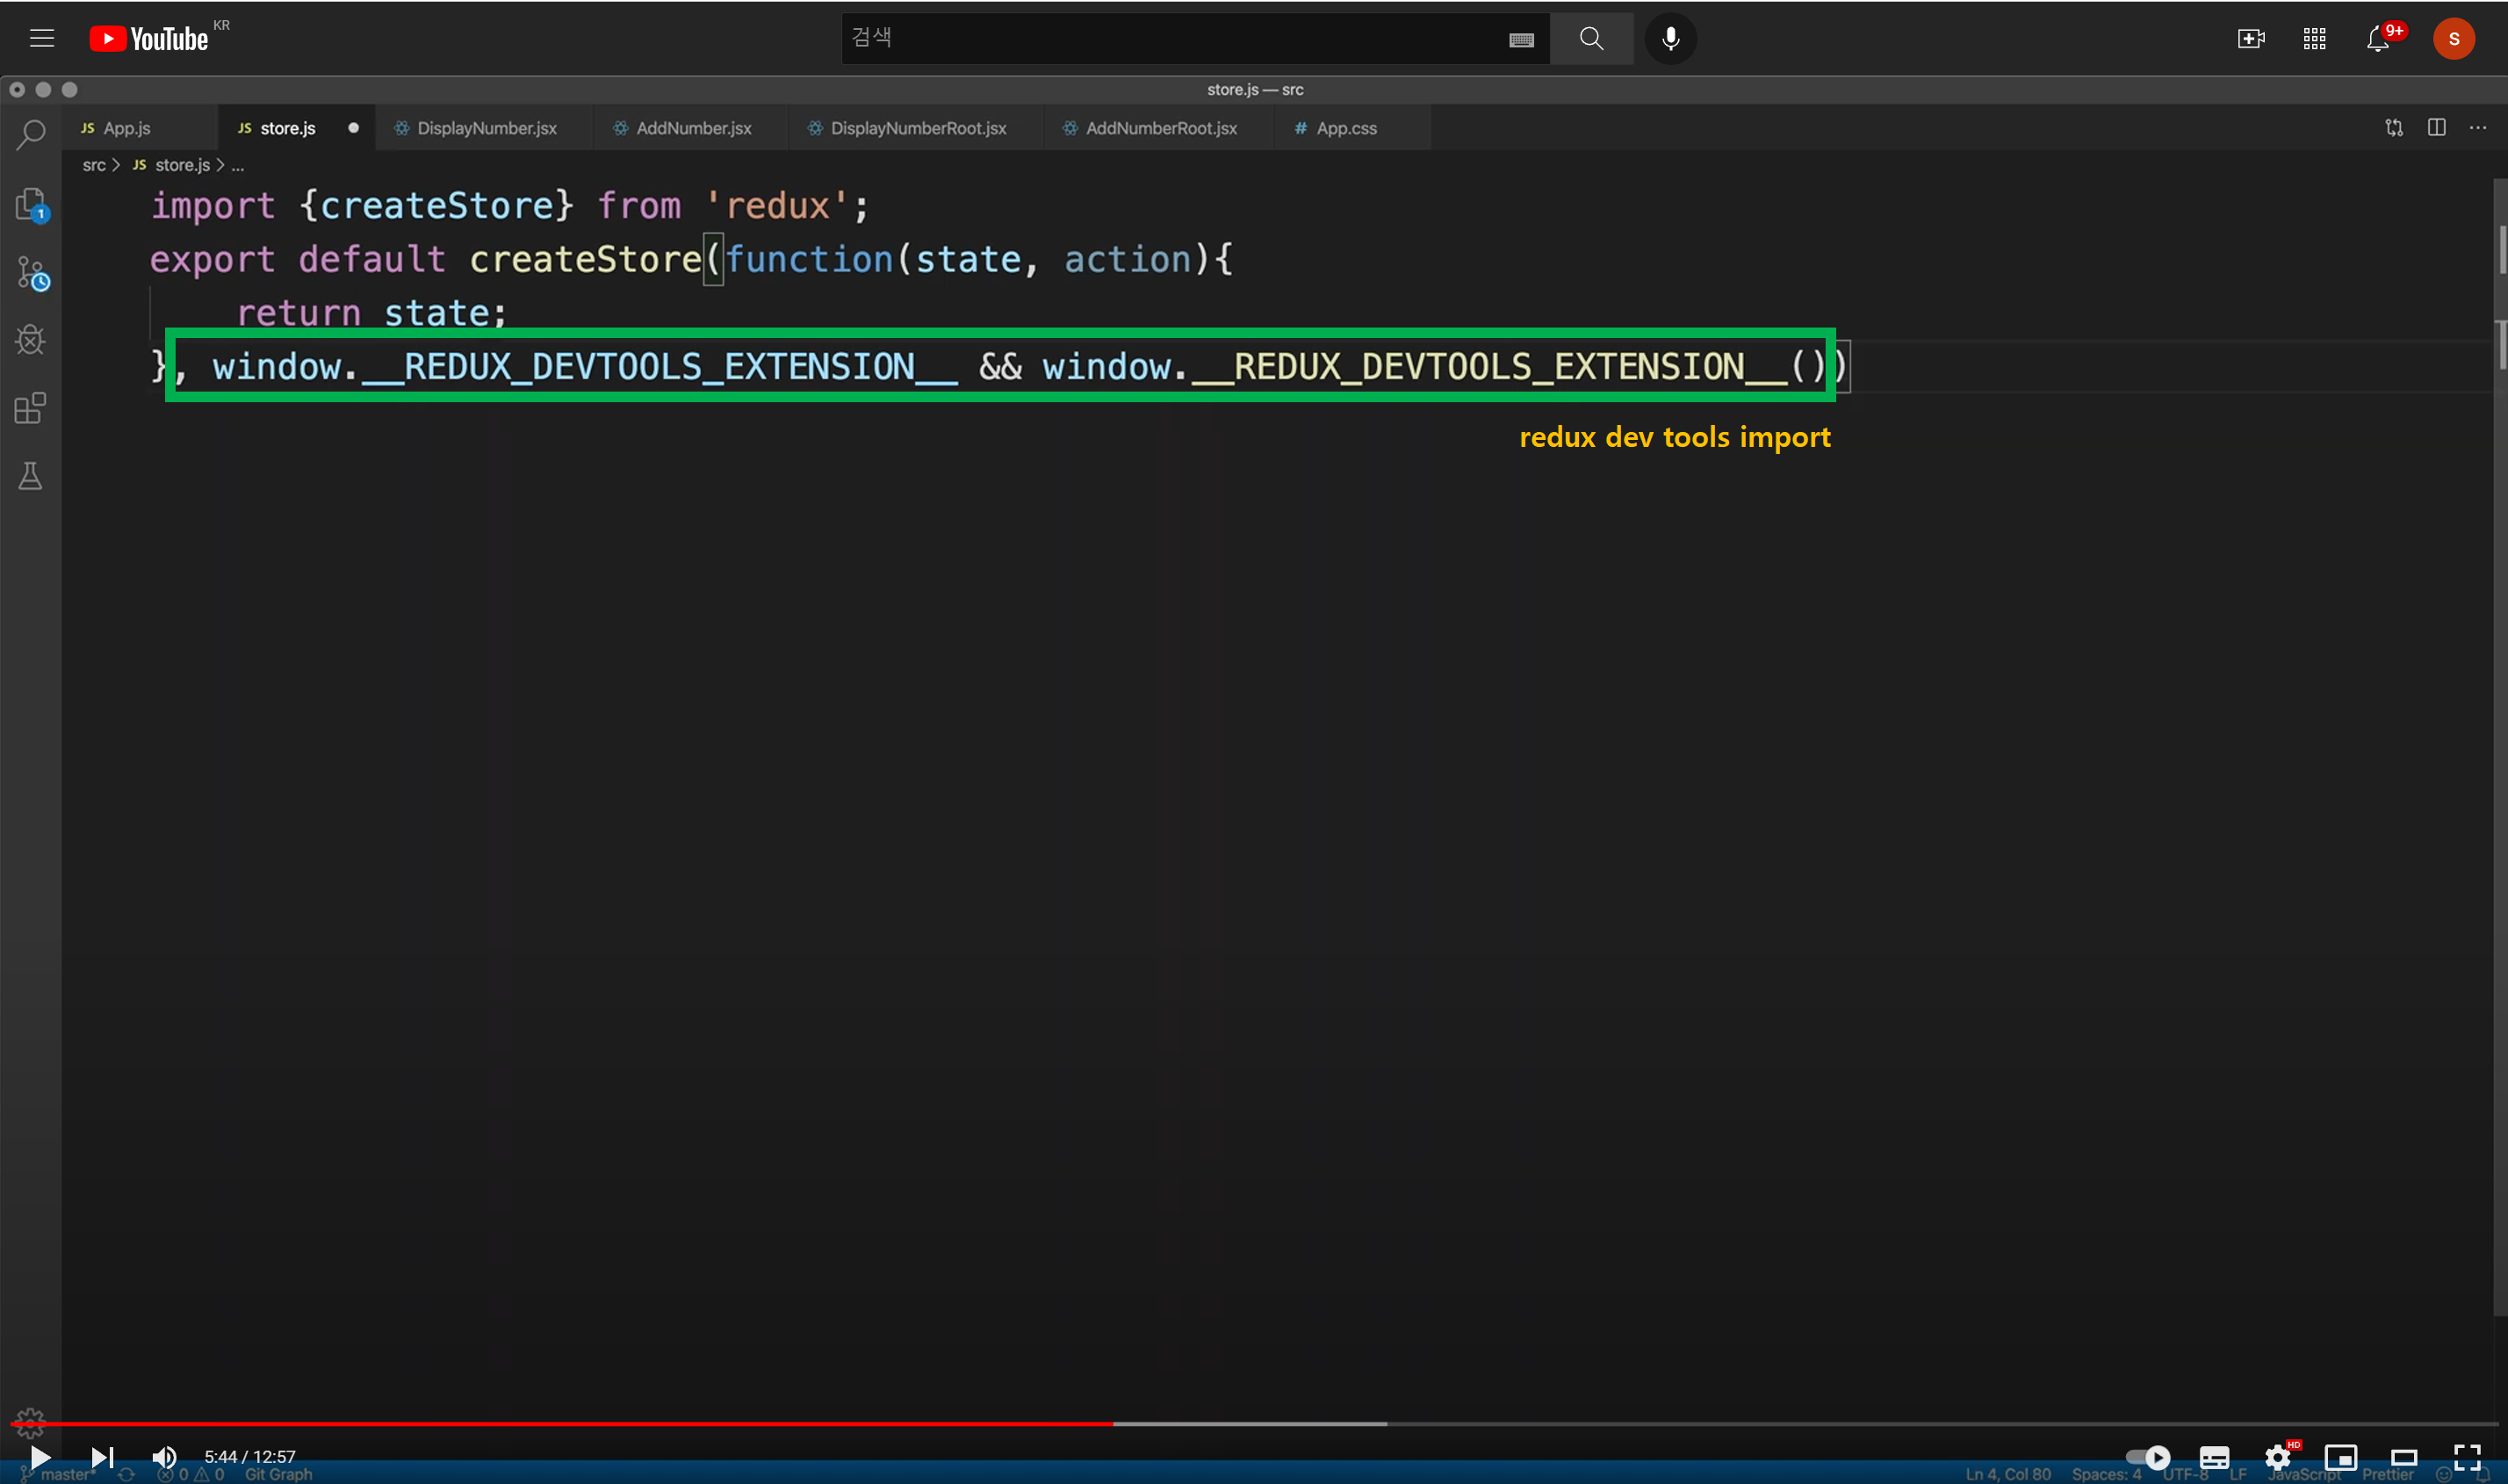 YouTube KR
검색
9+
S
store.js — src
JS App.js
JS store.js
DisplayNumber.jsx
AddNumber.jsx
DisplayNumberRoot.jsx
AddNumberRoot.jsx
# App.css
src > JS store.js > ...
import {createStore} from 'redux';
export default createStore(function(state, action){
return state;
}, window.__REDUX_DEVTOOLS_EXTENSION__ && window.__REDUX_DEVTOOLS_EXTENSION__())
redux dev tools import
1
5:44 / 12:57
HD
master*
0
0
Git Graph
Ln 4, Col 80
Spaces: 4
UTF-8
LF
JavaScript
Prettier